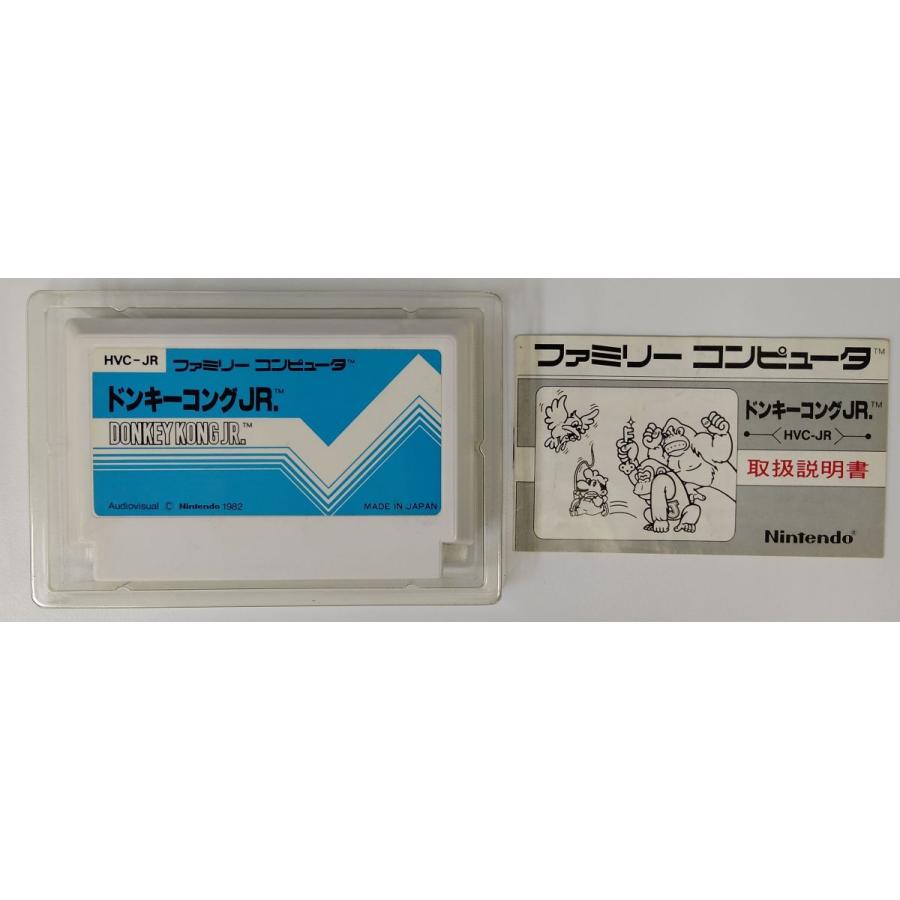 HVC-JR
ファミリー コンピュータ™
ドンキーコングJR.™
DONKEY KONG JR.™
Audiovisual © Nintendo 1982
MADE IN JAPAN
ファミリー コンピュータ™
ドンキーコングJR.™
HVC-JR
取扱説明書
Nintendo®